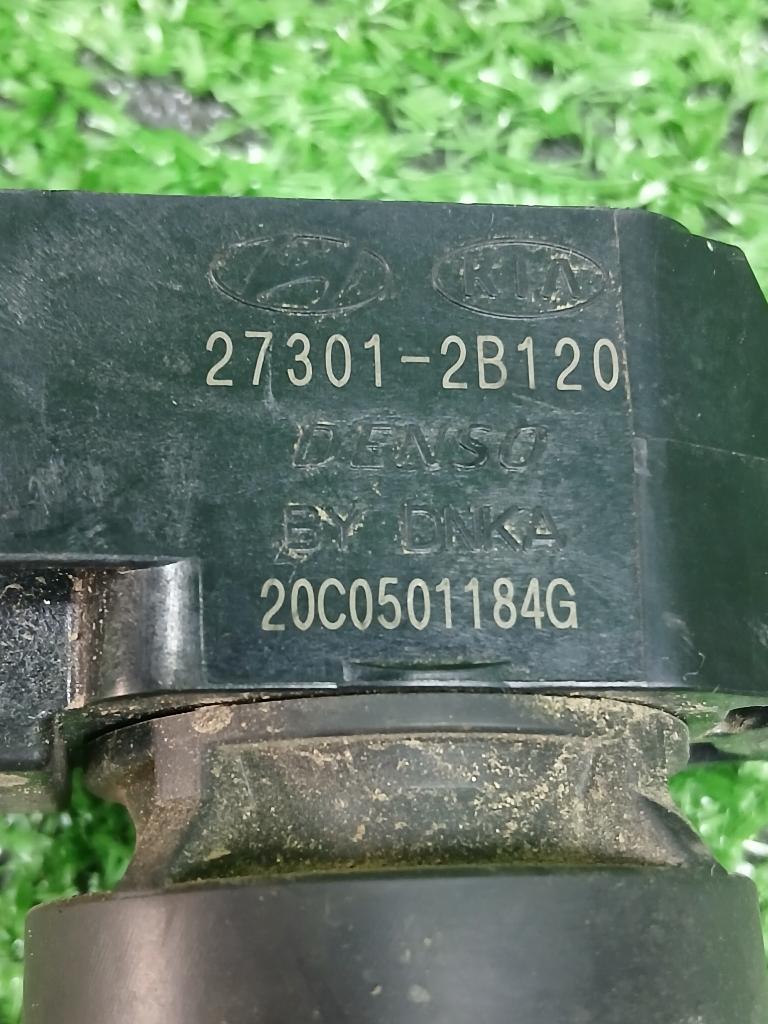 KIA
27301-2B120
DENSO
BY DNKA
20C0501184G